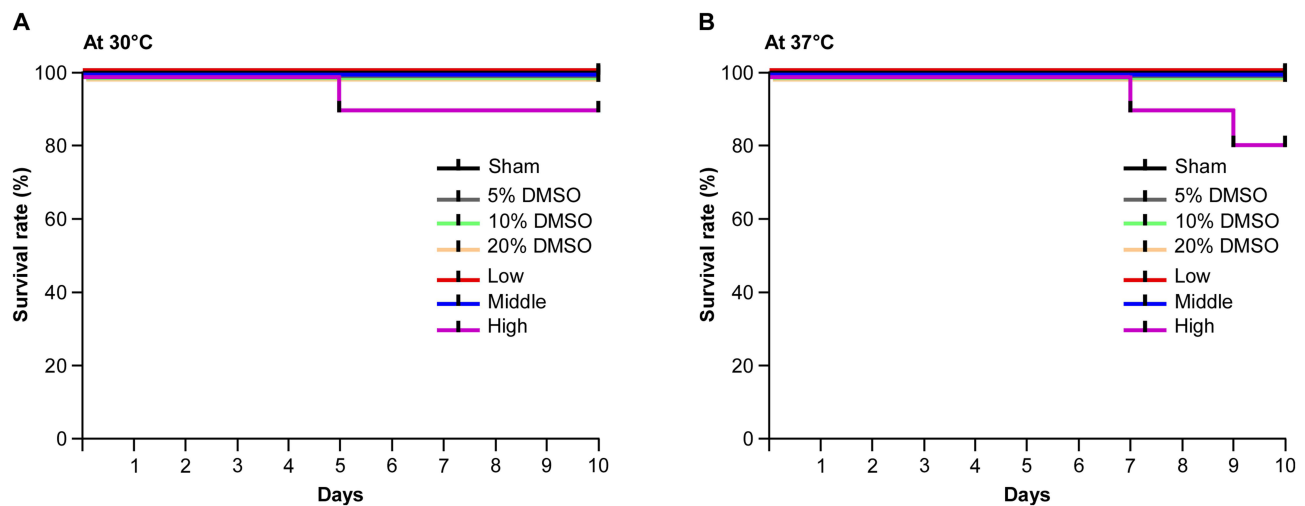 A
At 30°C
100
80
60
40
20
0
Survival rate (%)
Sham
5% DMSO
10% DMSO
20% DMSO
Low
Middle
High
1 2 3 4 5 6 7 8 9 10
Days
B
At 37°C
100
80
60
40
20
0
Survival rate (%)
Sham
5% DMSO
10% DMSO
20% DMSO
Low
Middle
High
1 2 3 4 5 6 7 8 9 10
Days